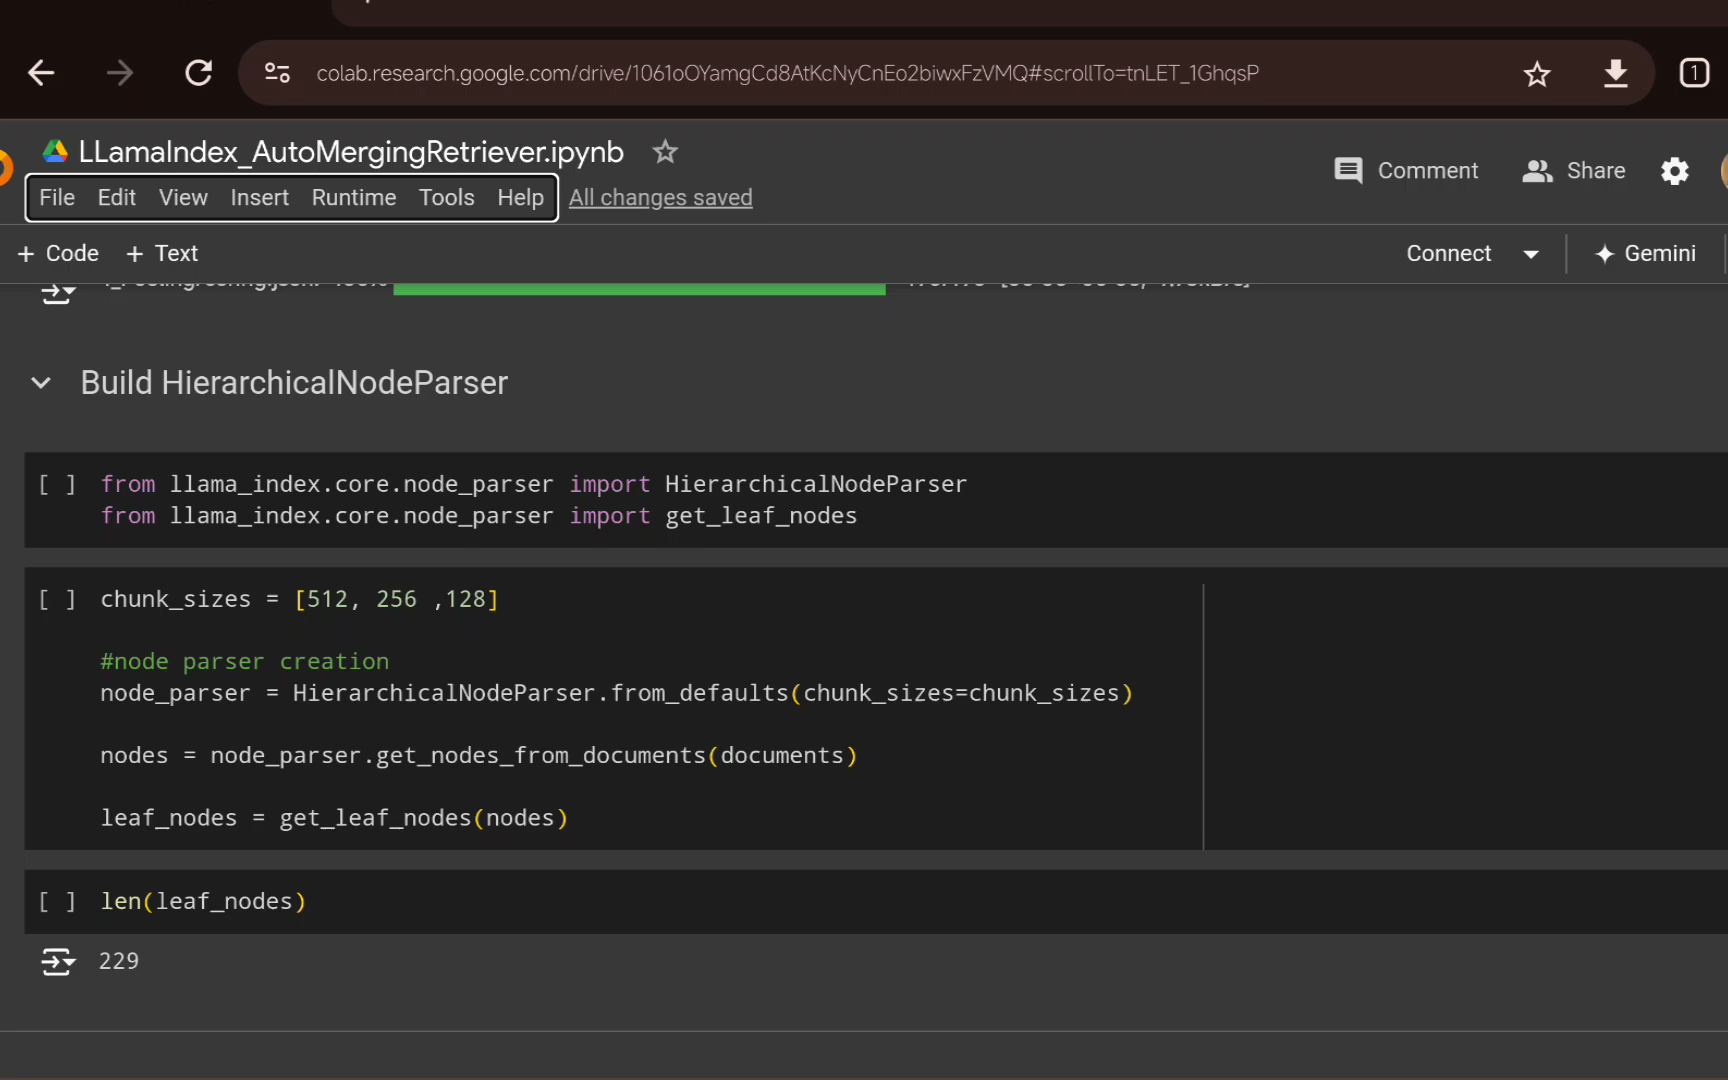 colab.research.google.com/drive/1061oOYamgCd8AtKcNyCnEo2biwxFzVMQ#scrollTo=tnLET_1GhqsP
1
LLamaIndex_AutoMergingRetriever.ipynb
Comment
Share
File Edit View Insert Runtime Tools Help All changes saved
+ Code + Text
Connect
Gemini
Build HierarchicalNodeParser
[ ] from llama_index.core.node_parser import HierarchicalNodeParser
from llama_index.core.node_parser import get_leaf_nodes
[ ] chunk_sizes = [512, 256 ,128]
#node parser creation
node_parser = HierarchicalNodeParser.from_defaults(chunk_sizes=chunk_sizes)
nodes = node_parser.get_nodes_from_documents(documents)
leaf_nodes = get_leaf_nodes(nodes)
[ ] len(leaf_nodes)
229